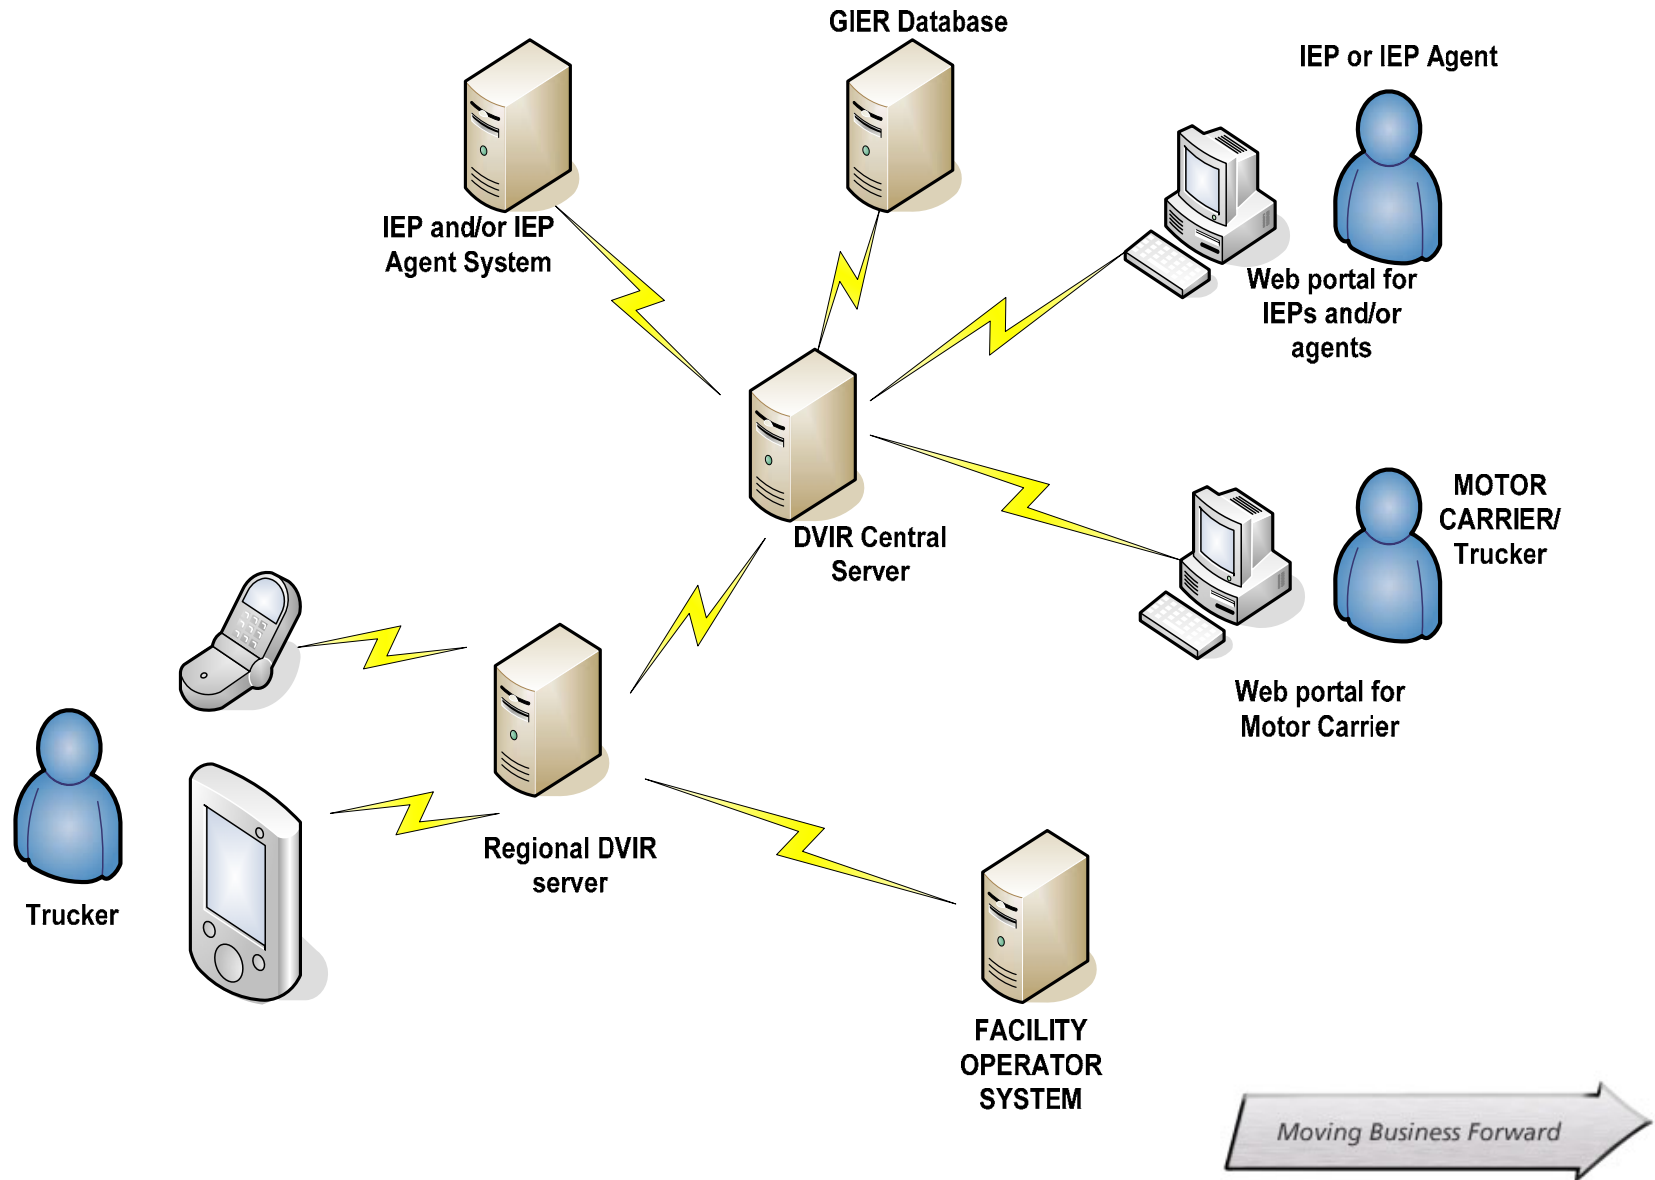 GIER Database
IEP or IEP Agent
IEP and/or IEP
Agent System
Web portal for
IEPs and/or
agents
MOTOR
CARRIER/
Trucker
DVIR Central
Server
Web portal for
Motor Carrier
Regional DVIR
server
Trucker
FACILITY
OPERATOR
SYSTEM
Moving Business Forward